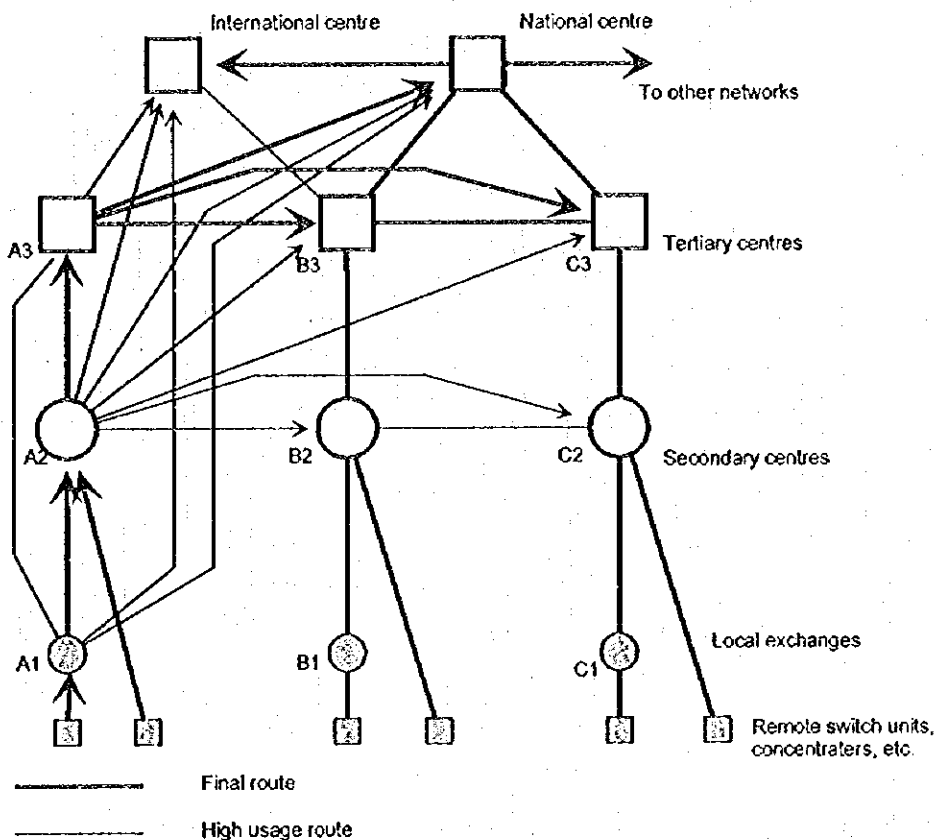 International centre
National centre
To other networks
A3
B3
C3
Tertiary centres
A2
B2
C2
Secondary centres
A1
B1
C1
Local exchanges
Remote switch units,
concentraters, etc.
Final route
High usage route